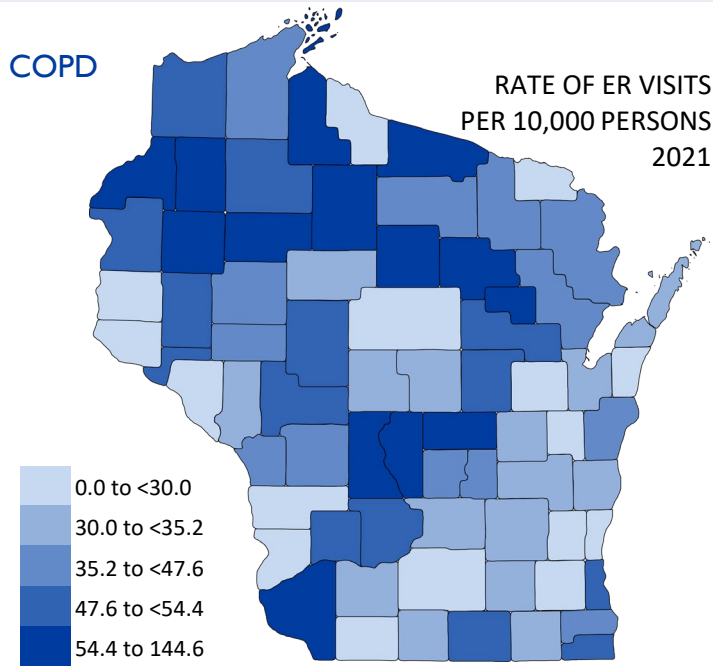 COPD
RATE OF ER VISITS
PER 10,000 PERSONS
2021
0.0 to <30.0
30.0 to <35.2
35.2 to <47.6
47.6 to <54.4
54.4 to 144.6